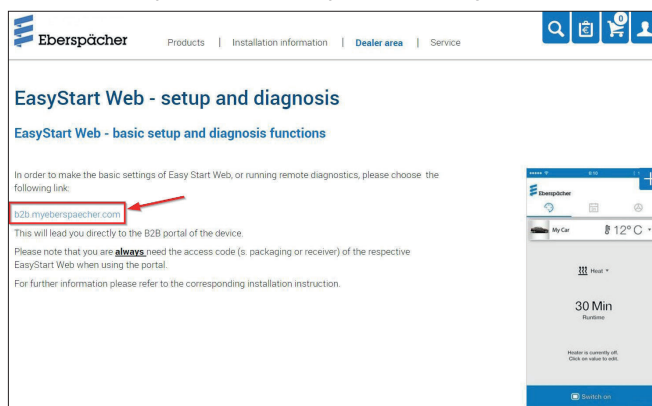 Eberspächer
Products | Installation information | Dealer area | Service
0
EasyStart Web - setup and diagnosis
EasyStart Web - basic setup and diagnosis functions
In order to make the basic settings of Easy Start Web, or running remote diagnostics, please choose the
following link:
b2b.myeberspaecher.com
This will lead you directly to the B2B portal of the device.
Please note that you are always need the access code (s. packaging or receiver) of the respective
EasyStart Web when using the portal.
For further information please refer to the corresponding installation instruction.
Eberspächer
My Car 12° C
Heat
30 Min
Runtime
Heater is currently off.
Click on value to edit.
Switch on